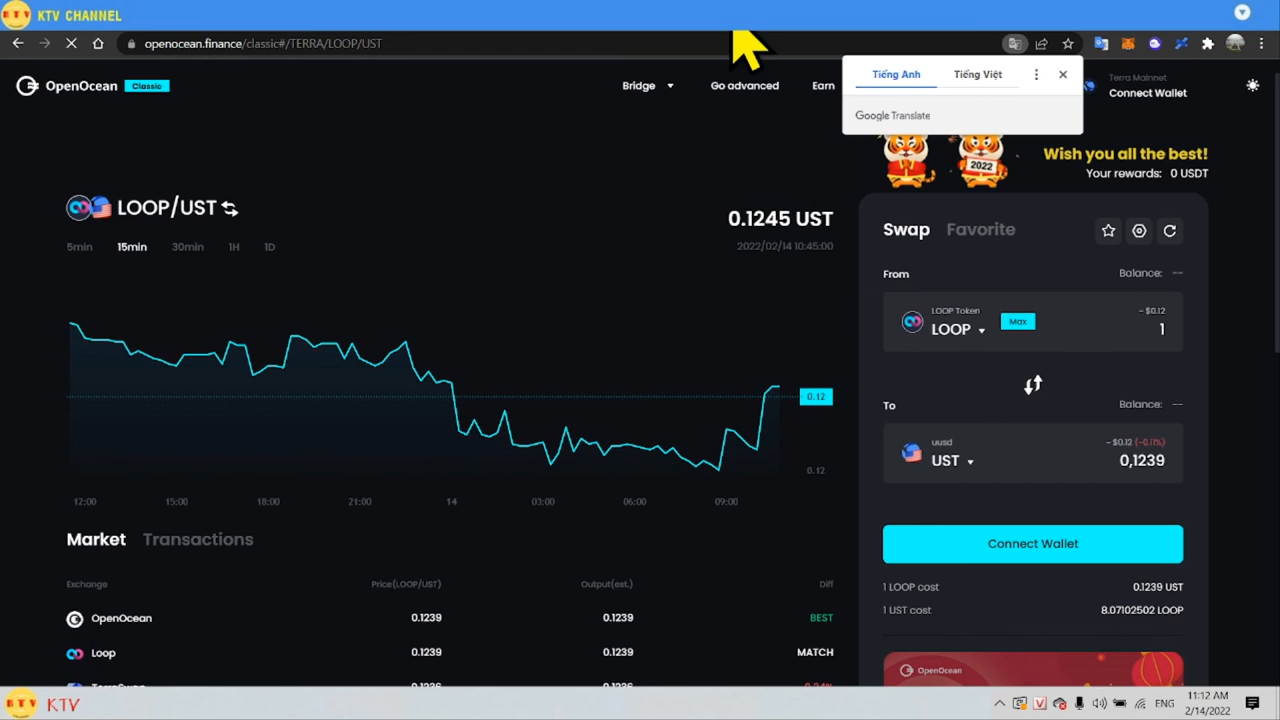 KTV CHANNEL
openocean.finance/classic#/TERRA/LOOP/UST
OpenOcean Classic
Bridge
Go advanced
Earn
Tiếng Anh
Tiếng Việt
Google Translate
Terra Mainnet
Connect Wallet
2022
Wish you all the best!
Your rewards: 0 USDT
LOOP/UST
0.1245 UST
5min 15min 30min 1H 1D
2022/02/14 10:45:00
0.12
0.12
12:00 15:00 18:00 21:00 14 03:00 06:00 09:00
Swap Favorite
From
Balance: --
LOOP Token
~ $0.12
LOOP
Max
1
To
Balance: --
uusd
~ $0.12 (-0.11%)
UST
0,1239
Connect Wallet
1 LOOP cost
0.1239 UST
1 UST cost
8.07102502 LOOP
OpenOcean
Market Transactions
Exchange Price(LOOP/UST) Output(est.) Diff
OpenOcean 0.1239 0.1239 BEST
Loop 0.1239 0.1239 MATCH
KTV
ENG
11:12 AM
2/14/2022